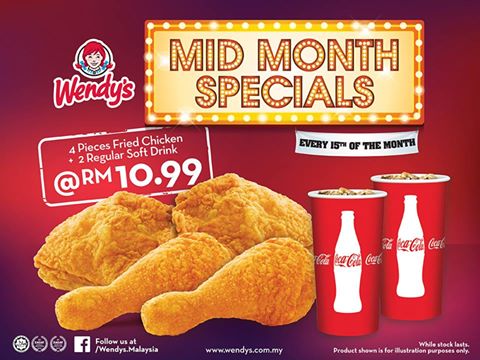 Wendy's
MID MONTH
SPECIALS
EVERY 15TH OF THE MONTH
4 Pieces Fried Chicken
+ 2 Regular Soft Drink
@RM10.99
Coca-Cola
Coca-Cola
Follow us at
/Wendys.Malaysia
www.wendys.com.my
While stock lasts.
Product shown is for illustration purposes only.